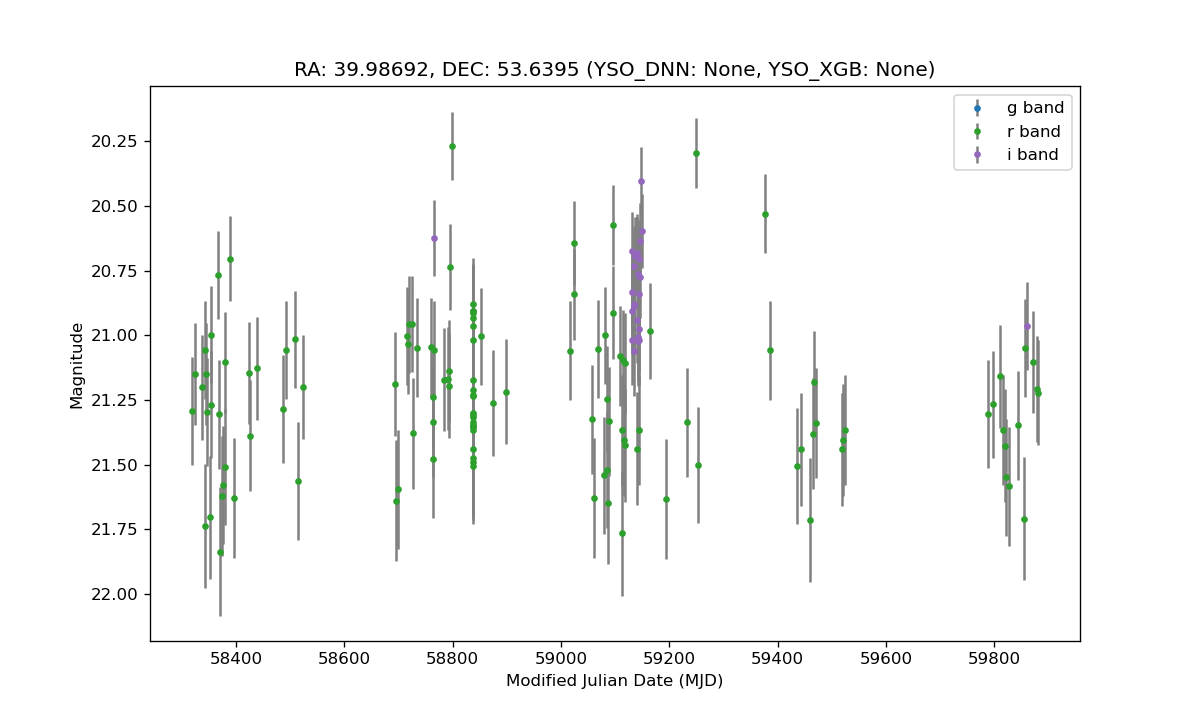 RA: 39.98692, DEC: 53.6395 (YSO_DNN: None, YSO_XGB: None)
g band
r band
i band
20.25
20.50
20.75
21.00
21.25
21.50
21.75
22.00
Magnitude
58400
58600
58800
59000
59200
59400
59600
59800
Modified Julian Date (MJD)